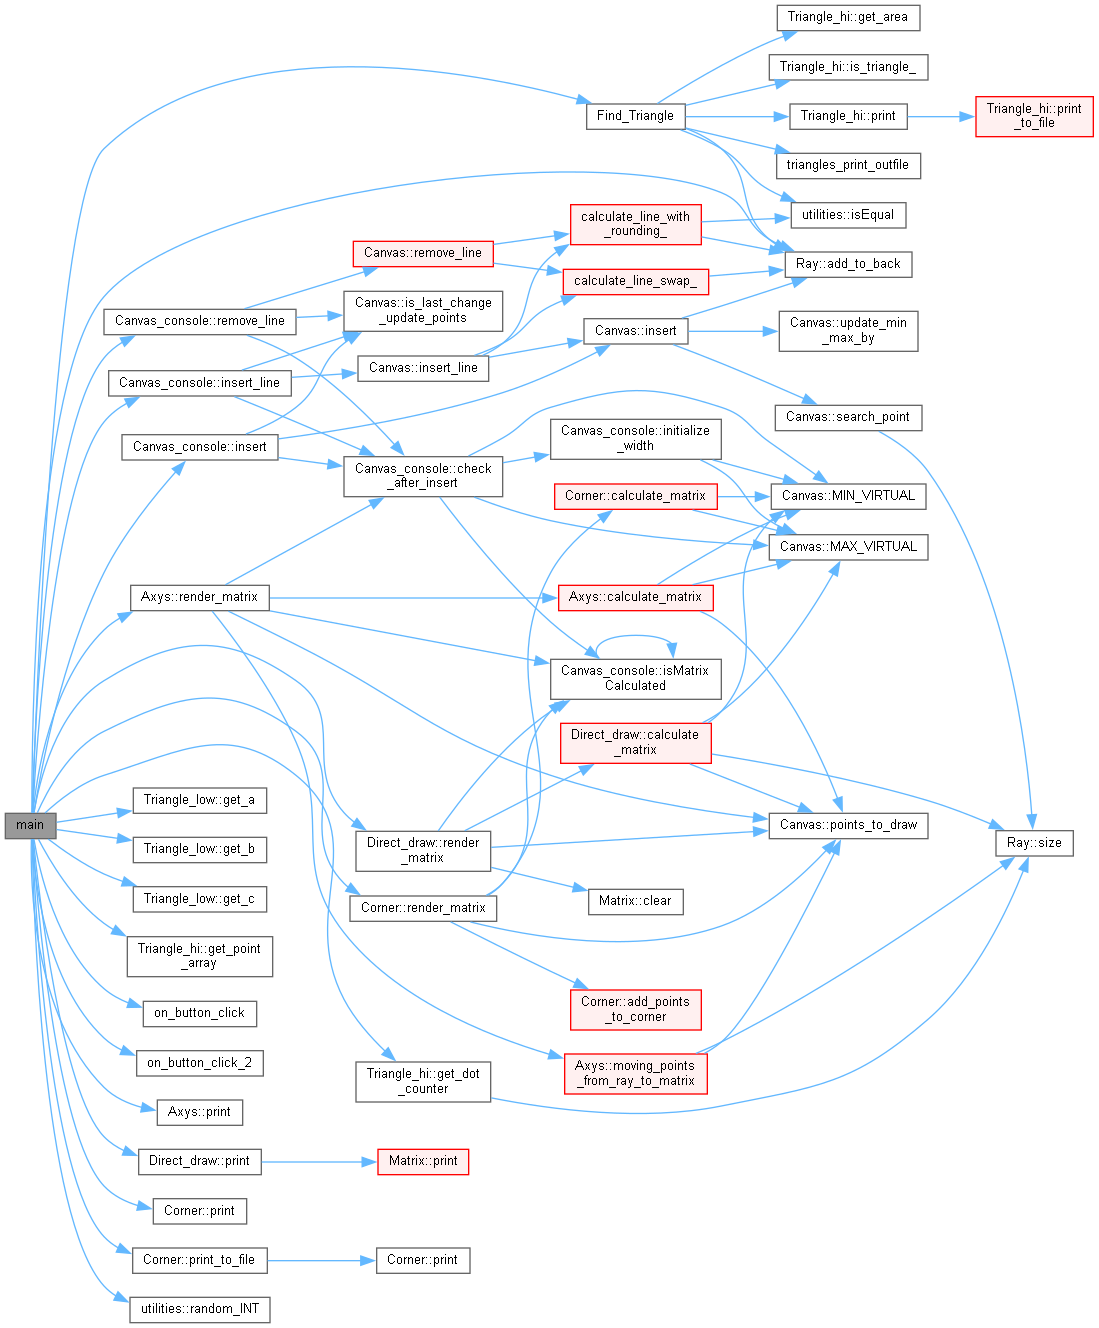 Triangle_hi::get_area
Triangle_hi::is_triangle_
Triangle_hi::print
_to_file
Find_Triangle
Triangle_hi::print
triangles_print_outfile
utilities::isEqual
calculate_line_with
_rounding_
Canvas::remove_line
Ray::add_to_back
calculate_line_swap_
Canvas::is_last_change
_update_points
Canvas_console::remove_line
Canvas::insert
Canvas::update_min
_max_by
Canvas::insert_line
Canvas_console::insert_line
Canvas::search_point
Canvas_console::insert
Canvas_console::initialize
_width
Canvas_console::check
_after_insert
Corner::calculate_matrix
Canvas::MIN_VIRTUAL
Canvas::MAX_VIRTUAL
Axys::render_matrix
Axys::calculate_matrix
Canvas_console::isMatrix
Calculated
Direct_draw::calculate
_matrix
Triangle_low::get_a
main
Canvas::points_to_draw
Ray::size
Triangle_low::get_b
Direct_draw::render
_matrix
Triangle_low::get_c
Matrix::clear
Corner::render_matrix
Triangle_hi::get_point
_array
Corner::add_points
_to_corner
on_button_click
on_button_click_2
Axys::moving_points
_from_ray_to_matrix
Triangle_hi::get_dot
_counter
Axys::print
Direct_draw::print
Matrix::print
Corner::print
Corner::print_to_file
Corner::print
utilities::random_INT